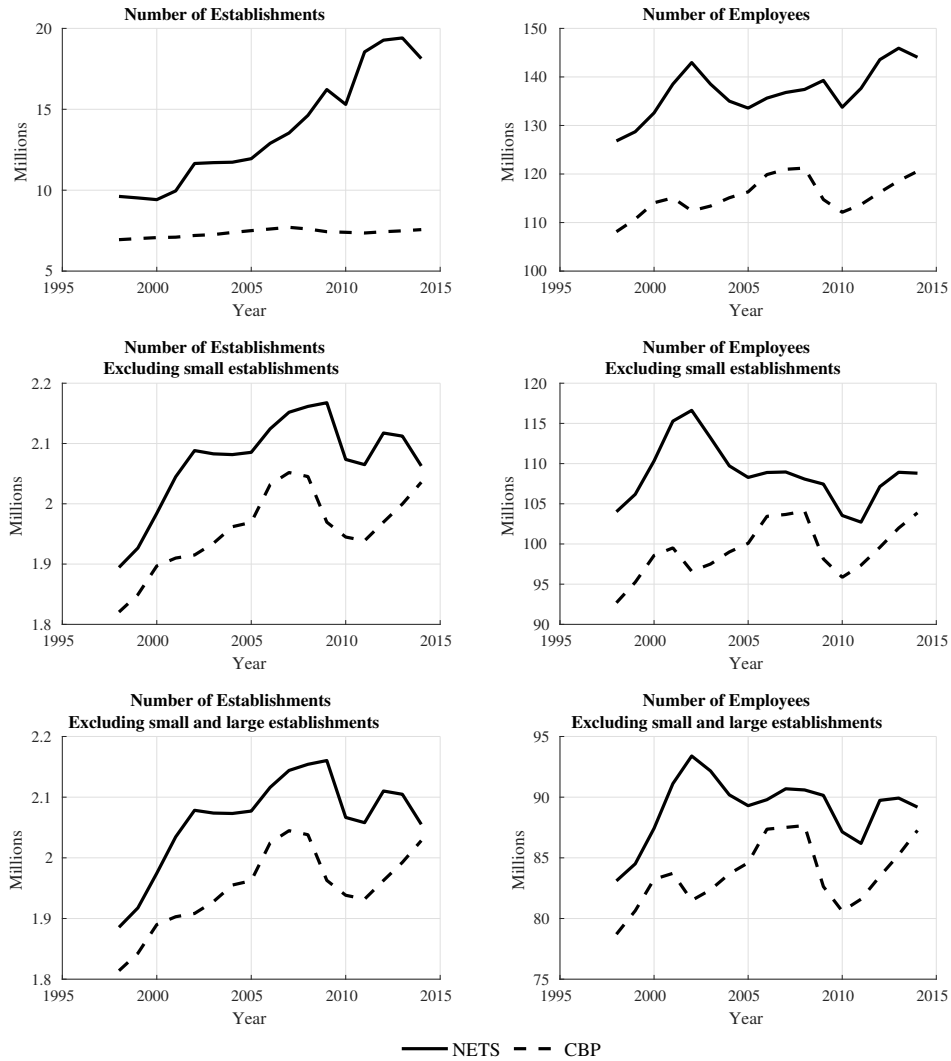 Number of Establishments
20
15
10
5
Millions
1995
2000
2005
2010
2015
Year
Number of Employees
150
140
130
120
110
100
Millions
1995
2000
2005
2010
2015
Year
Number of Establishments
Excluding small establishments
2.2
2.1
2
1.9
1.8
Millions
1995
2000
2005
2010
2015
Year
Number of Employees
Excluding small establishments
120
115
110
105
100
95
90
Millions
1995
2000
2005
2010
2015
Year
Number of Establishments
Excluding small and large establishments
2.2
2.1
2
1.9
1.8
Millions
1995
2000
2005
2010
2015
Year
Number of Employees
Excluding small and large establishments
95
90
85
80
75
Millions
1995
2000
2005
2010
2015
Year
NETS
CBP